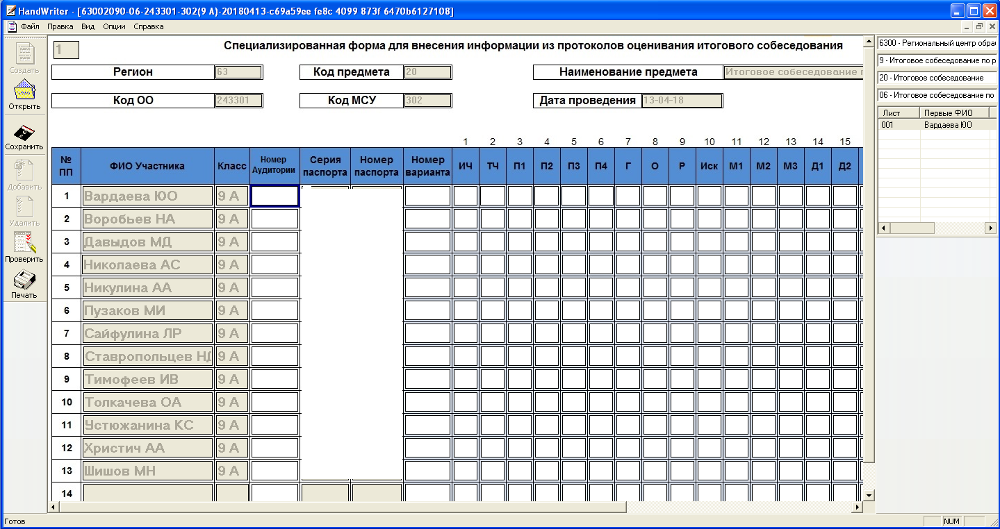 HandWriter - [63002090-06-243301-302(9 А)-20180413-c69a59ee fe8c 4099 873f 6470b6127108]
Файл Правка Вид Опции Справка
Создать
Открыть
Сохранить
Добавить
Удалить
Проверить
Печать
1
Специализированная форма для внесения информации из протоколов оценивания итогового собеседования
Регион 63 Код предмета 20 Наименование предмета Итоговое собеседование
Код ОО 243301 Код МСУ 302 Дата проведения 13-04-18
1 2 3 4 5 6 7 8 9 10 11 12 13 14 15
№ ПП ФИО Участника Класс Номер Аудитории Серия паспорта Номер паспорта Номер варианта ИЧ ТЧ П1 П2 П3 П4 Г О Р Иск М1 М2 М3 Д1 Д2
1 Вардаева ЮО 9 А
2 Воробьев НА 9 А
3 Давыдов МД 9 А
4 Николаева АС 9 А
5 Никулина АА 9 А
6 Пузаков МИ 9 А
7 Сайфулина ЛР 9 А
8 Ставропольцев НД 9 А
9 Тимофеев ИВ 9 А
10 Толкачева ОА 9 А
11 Устюжанина КС 9 А
12 Христич АА 9 А
13 Шишов МН 9 А
14
6300 - Региональный центр обра
9 - Итоговое собеседование по р
20 - Итоговое собеседование
06 - Итоговое собеседование по
Лист Первые ФИО
001 Вардаева ЮО
Готов
NUM